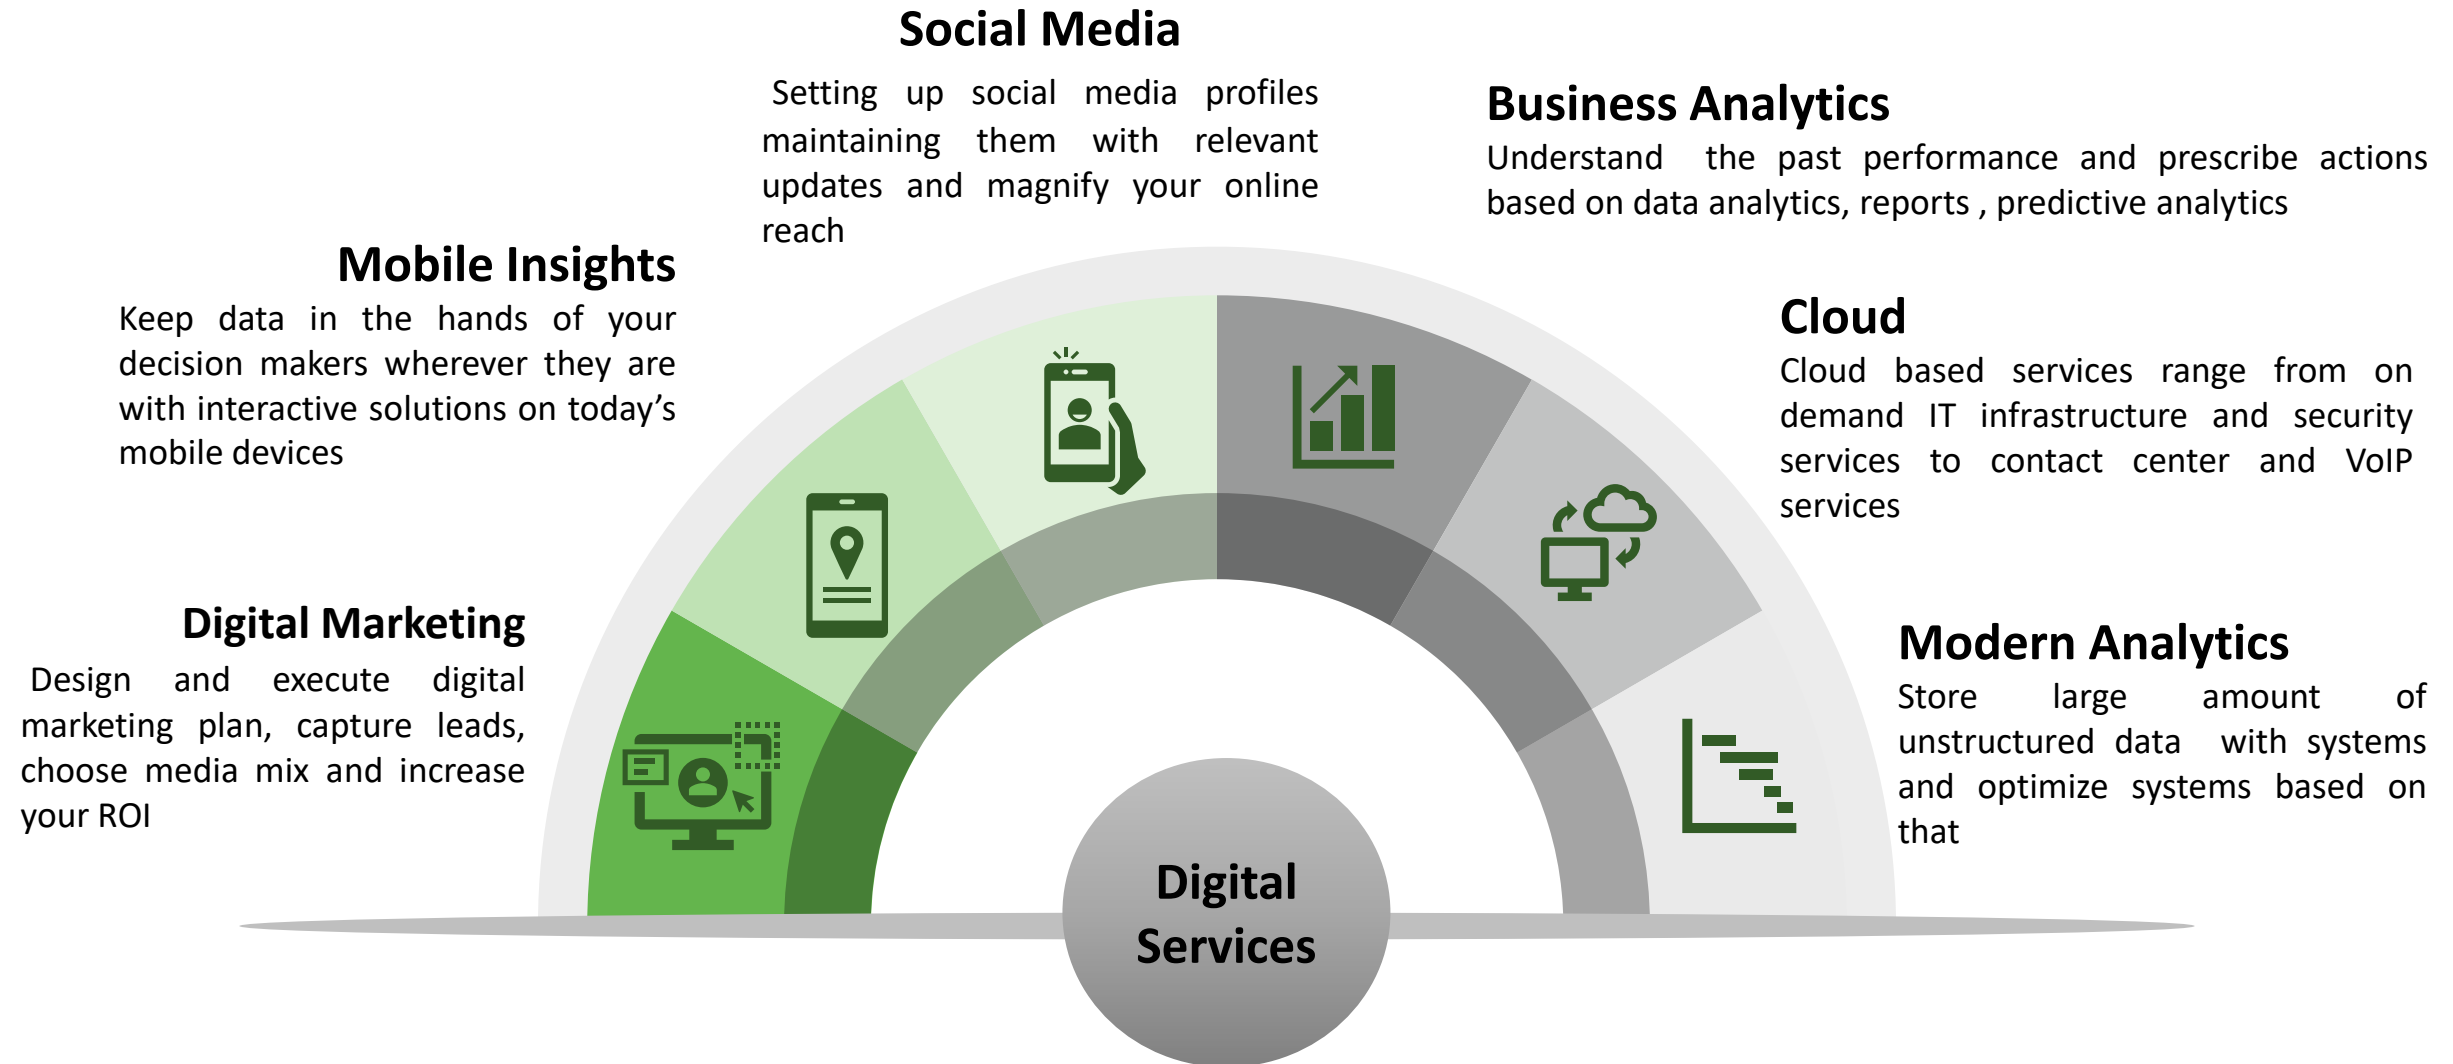 Social Media
Setting up social media profiles
maintaining them with relevant
updates and magnify your online
reach
Business Analytics
Understand the past performance and prescribe actions
based on data analytics, reports , predictive analytics
Mobile Insights
Keep data in the hands of your
decision makers wherever they are
with interactive solutions on today’s
mobile devices
Cloud
Cloud based services range from on
demand IT infrastructure and security
services to contact center and VoIP
services
Digital Marketing
Design and execute digital
marketing plan, capture leads,
choose media mix and increase
your ROI
Modern Analytics
Store large amount of
unstructured data with systems
and optimize systems based on
that
Digital
Services